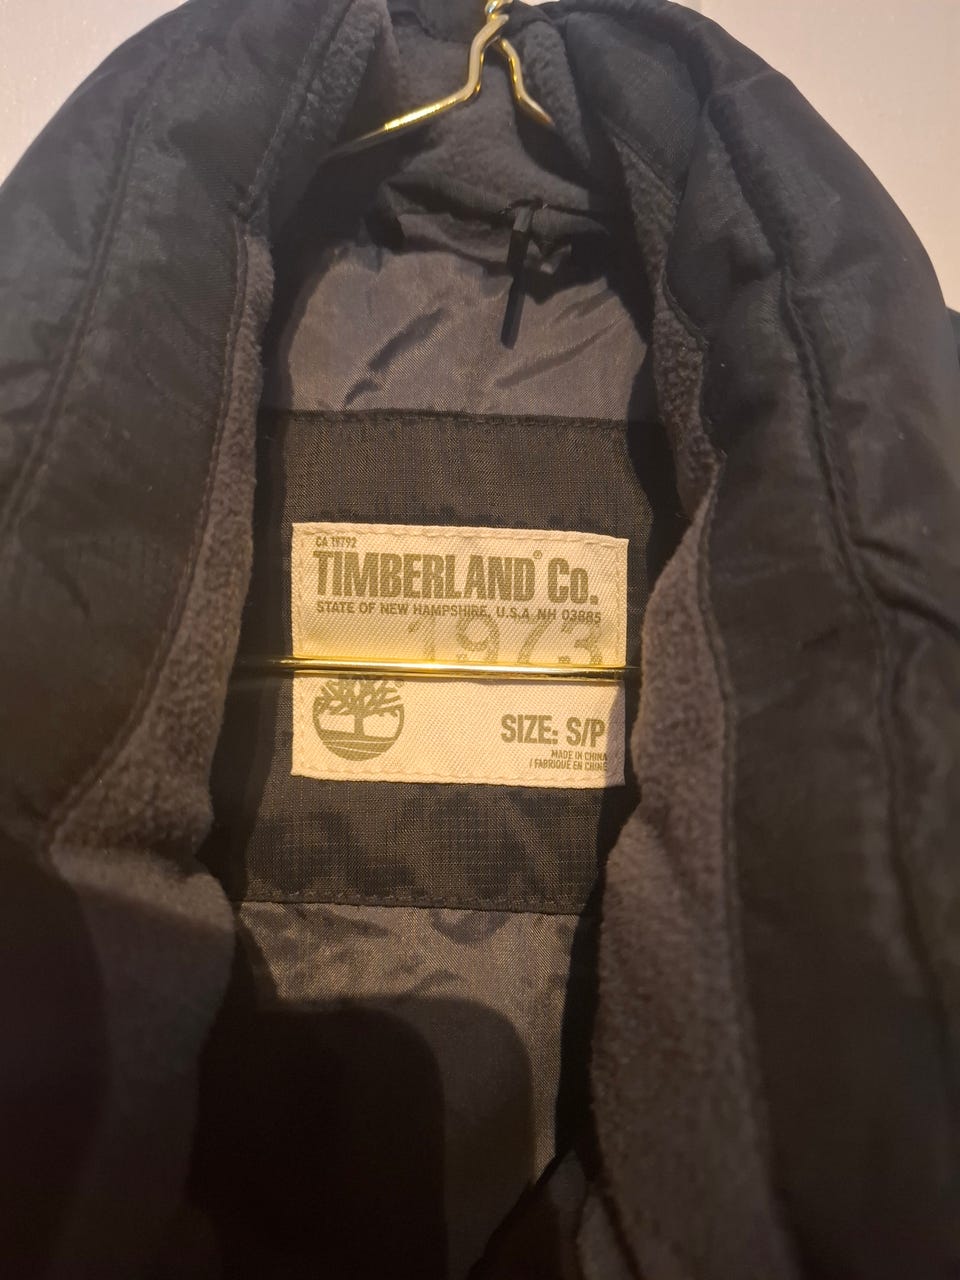 CA 19792
TIMBERLAND® Co.
STATE OF NEW HAMPSHIRE, U.S.A NH 03885
1973
SIZE: S/P
MADE IN CHINA
/ FABRIQUÉ EN CHINE